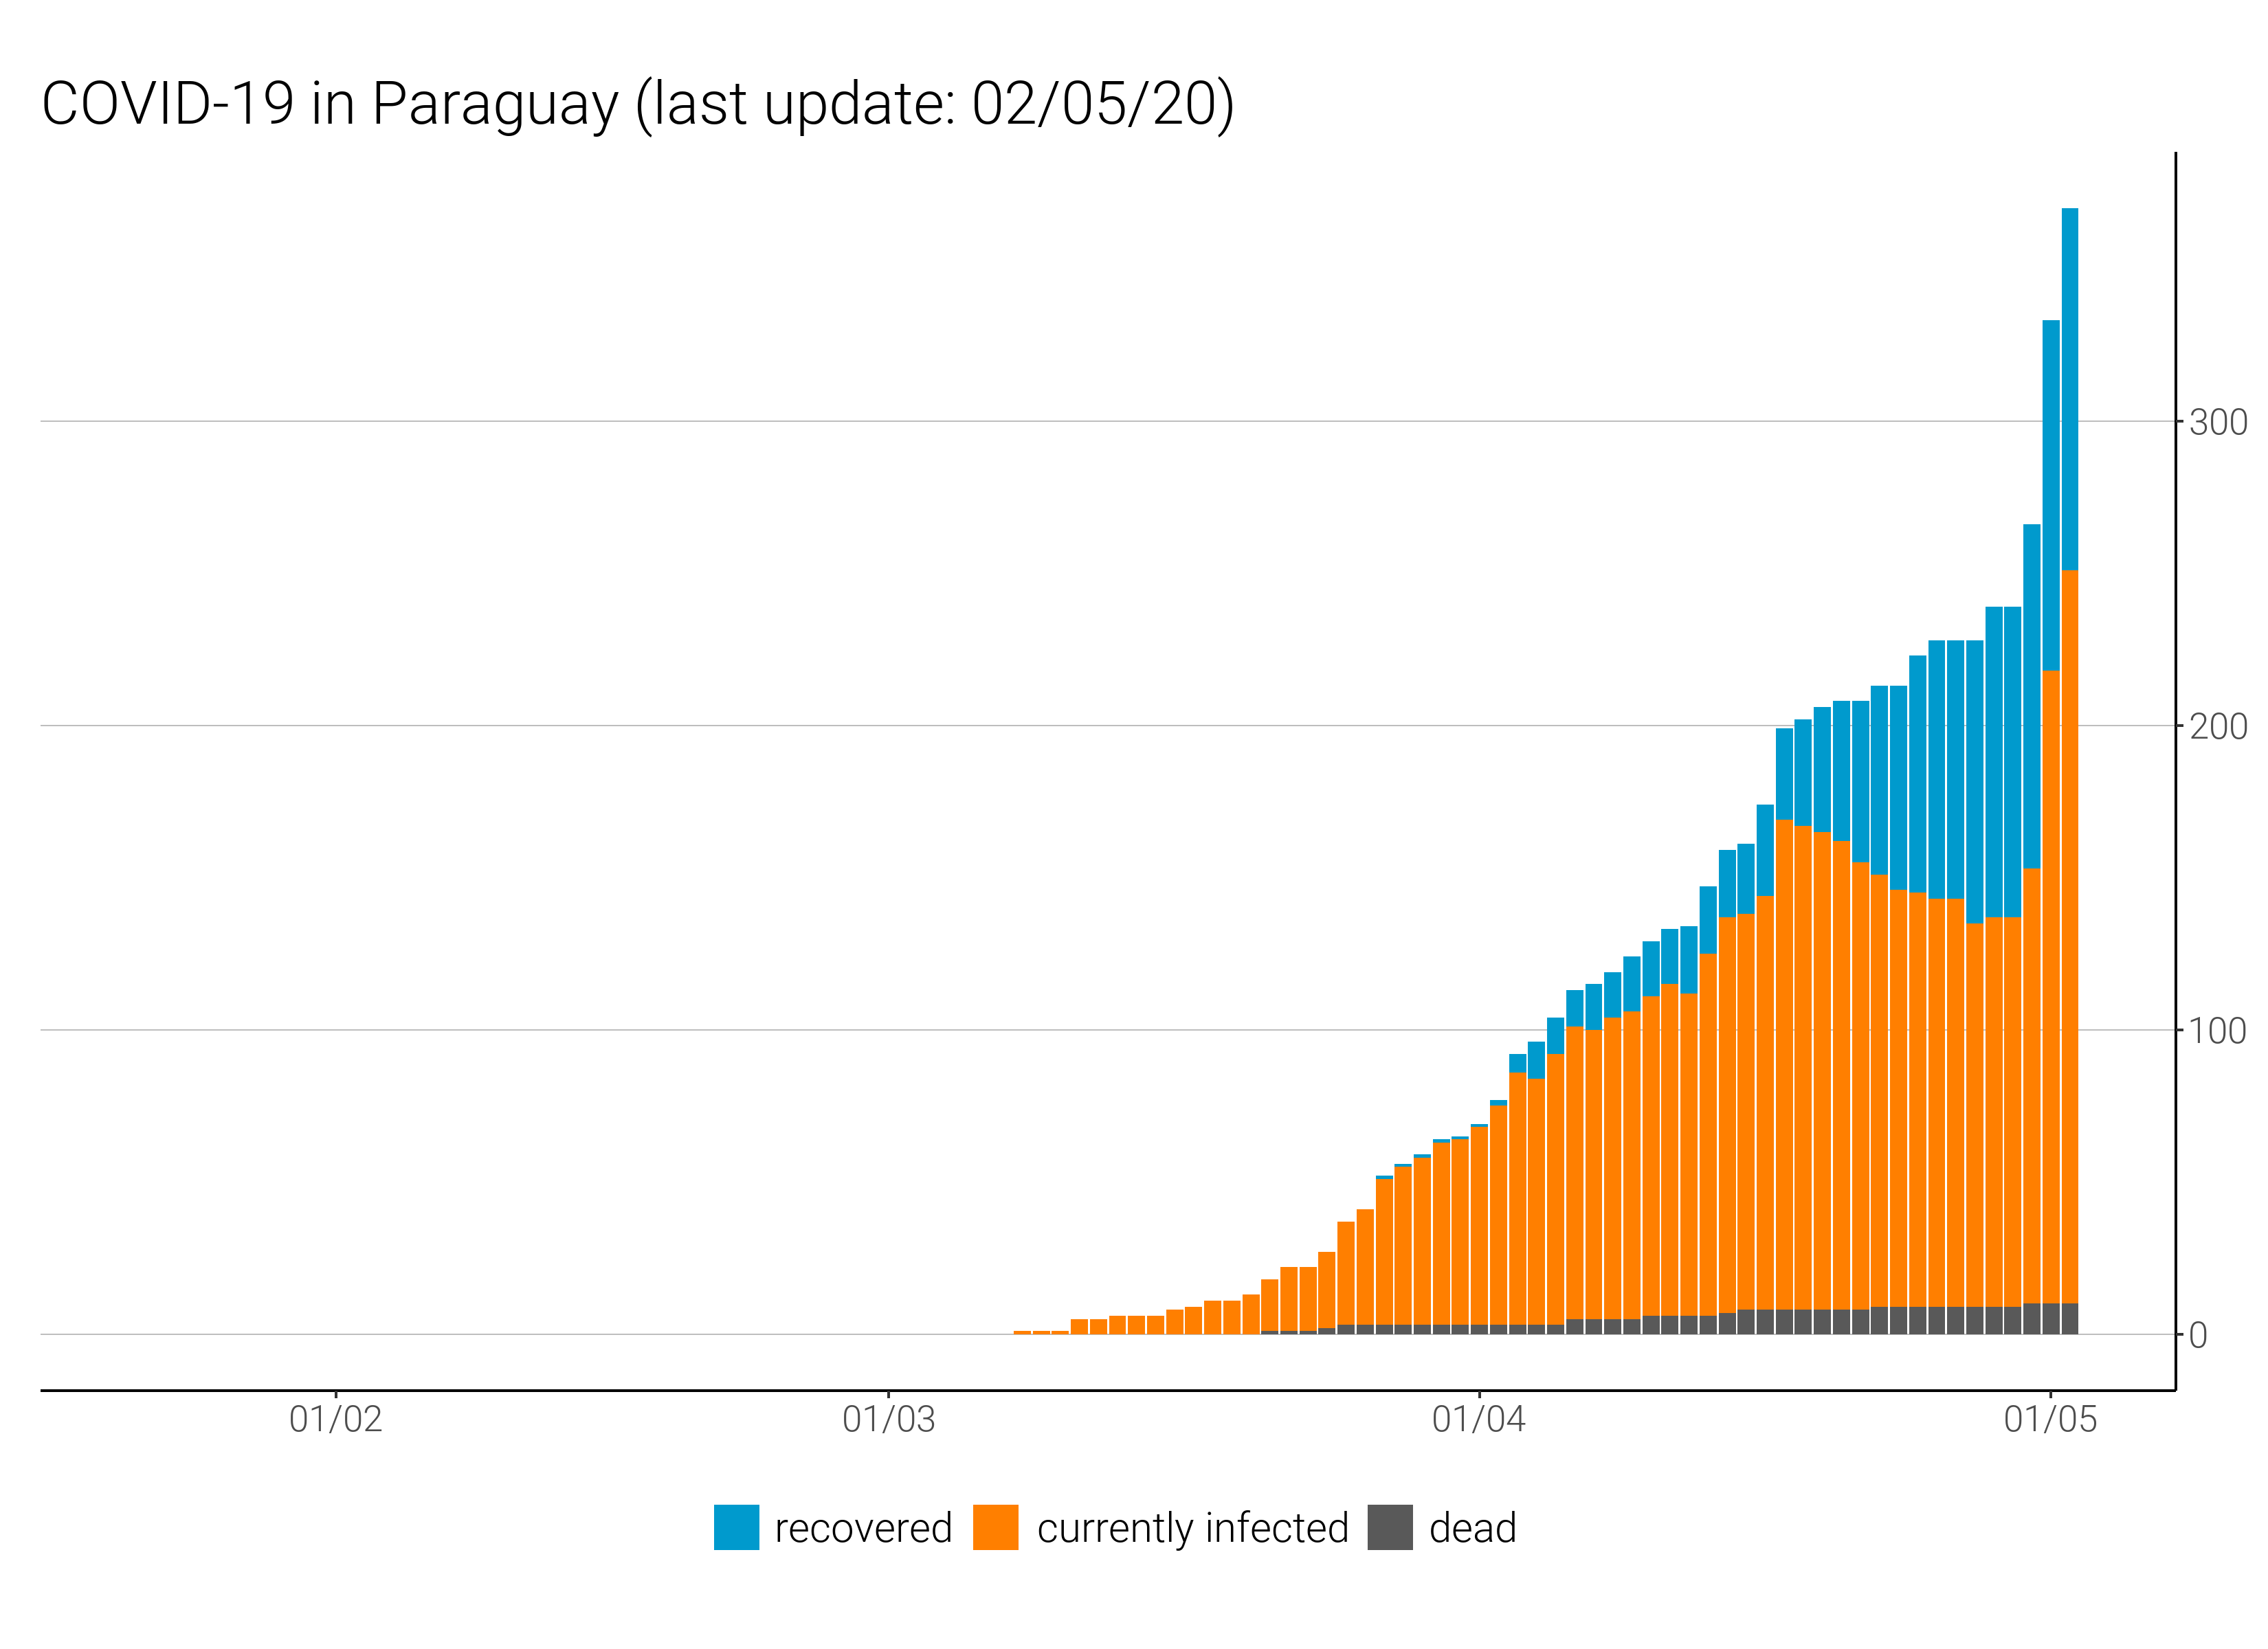 COVID-19 in Paraguay (last update: 02/05/20)
300
200
100
0
01/02 01/03 01/04 01/05
recovered currently infected dead